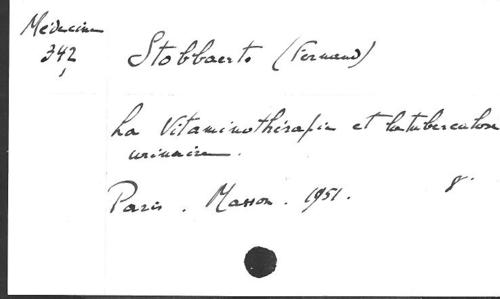 Médecine
342
Stobbaerts (Fernand)
La Vitaminothérapie et la tuberculose
urinaire.
Paris. Masson. 1951. 8°.